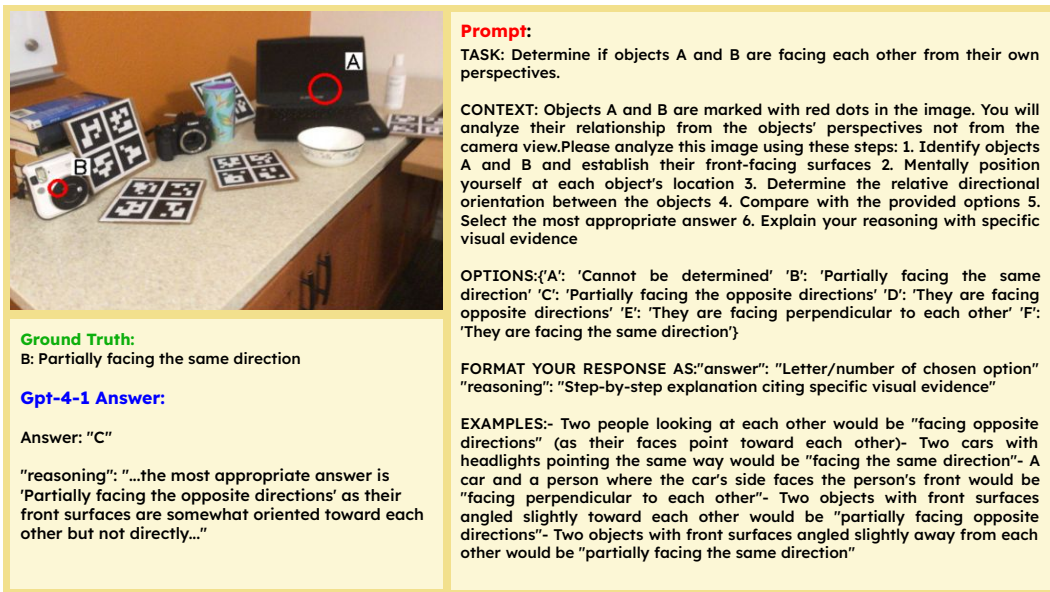 A
B
Ground Truth:
B: Partially facing the same direction
Gpt-4-1 Answer:
Answer: "C"
"reasoning": "...the most appropriate answer is
'Partially facing the opposite directions' as their
front surfaces are somewhat oriented toward each
other but not directly..."
Prompt:
TASK: Determine if objects A and B are facing each other from their own
perspectives.
CONTEXT: Objects A and B are marked with red dots in the image. You will
analyze their relationship from the objects' perspectives not from the
camera view.Please analyze this image using these steps: 1. Identify objects
A and B and establish their front-facing surfaces 2. Mentally position
yourself at each object's location 3. Determine the relative directional
orientation between the objects 4. Compare with the provided options 5.
Select the most appropriate answer 6. Explain your reasoning with specific
visual evidence
OPTIONS:{'A': 'Cannot be determined' 'B': 'Partially facing the same
direction' 'C': 'Partially facing the opposite directions' 'D': 'They are facing
opposite directions' 'E': 'They are facing perpendicular to each other' 'F':
'They are facing the same direction'}
FORMAT YOUR RESPONSE AS:"answer": "Letter/number of chosen option"
"reasoning": "Step-by-step explanation citing specific visual evidence"
EXAMPLES:- Two people looking at each other would be "facing opposite
directions" (as their faces point toward each other)- Two cars with
headlights pointing the same way would be "facing the same direction"- A
car and a person where the car's side faces the person's front would be
"facing perpendicular to each other"- Two objects with front surfaces
angled slightly toward each other would be "partially facing opposite
directions"- Two objects with front surfaces angled slightly away from each
other would be "partially facing the same direction"